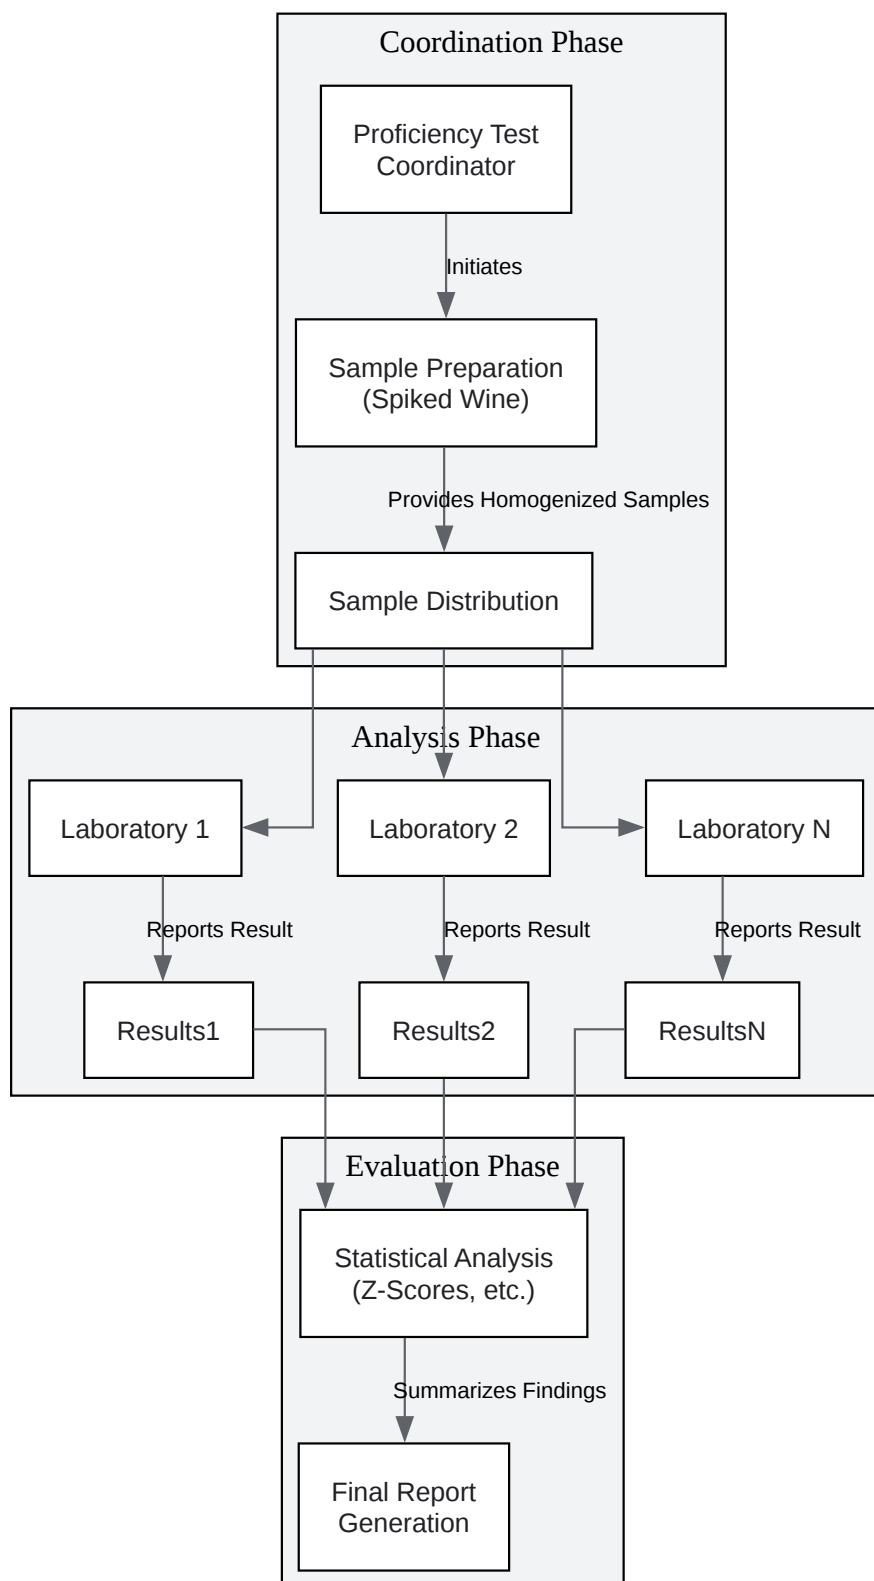 Coordination Phase
Proficiency Test
Coordinator
Initiates
Sample Preparation
(Spiked Wine)
Provides Homogenized Samples
Sample Distribution
Analysis Phase
Laboratory 1
Laboratory 2
Laboratory N
Reports Result
Reports Result
Reports Result
Results1
Results2
ResultsN
Evaluation Phase
Statistical Analysis
(Z-Scores, etc.)
Summarizes Findings
Final Report
Generation